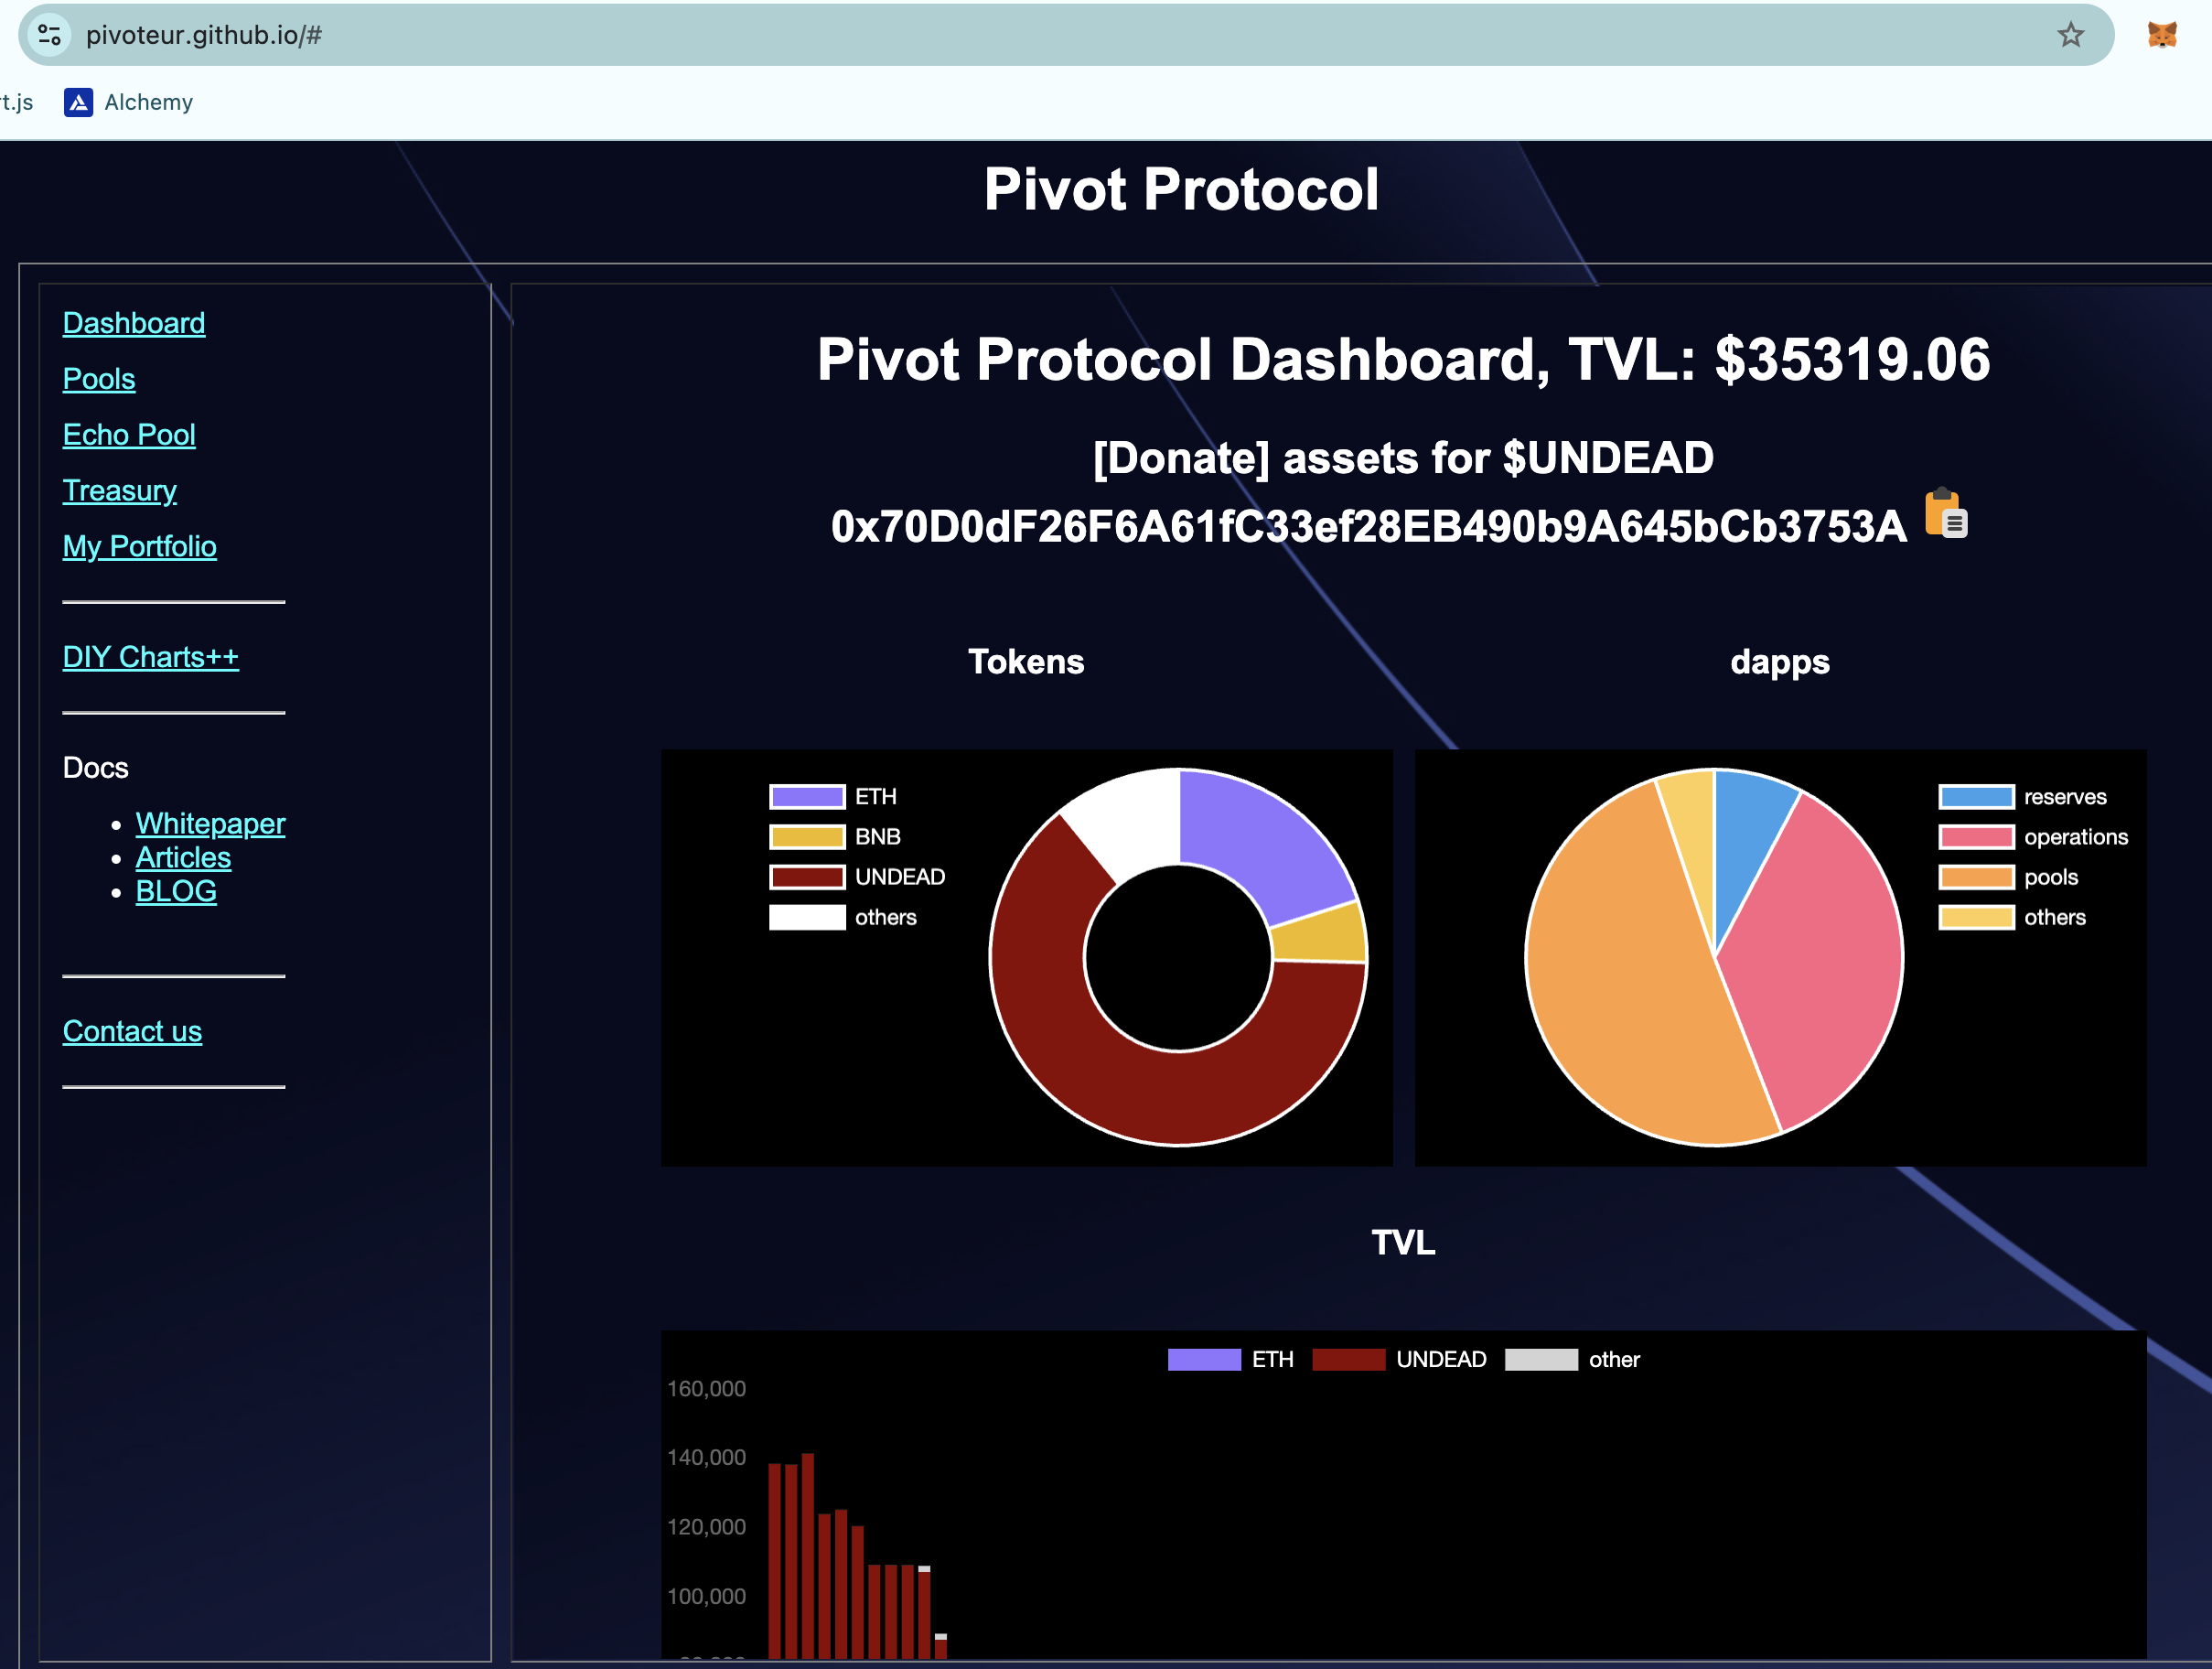 pivoteur.github.io/#
t.js
Alchemy
Pivot Protocol
Dashboard
Pools
Echo Pool
Treasury
My Portfolio
DIY Charts++
Docs
Whitepaper
Articles
BLOG
Contact us
Pivot Protocol Dashboard, TVL: $35319.06
[Donate] assets for $UNDEAD
0x70D0dF26F6A61fC33ef28EB490b9A645bCb3753A
Tokens
ETH
BNB
UNDEAD
others
dapps
reserves
operations
pools
others
TVL
ETH UNDEAD other
160,000
140,000
120,000
100,000